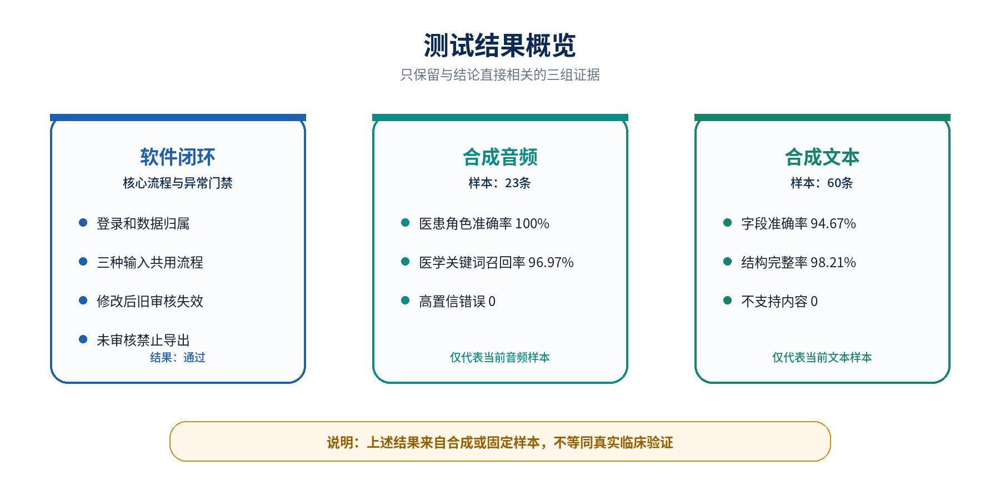 测试结果概览
只保留与结论直接相关的三组证据
软件闭环
核心流程与异常门禁
登录和数据归属
三种输入共用流程
修改后旧审核失效
未审核禁止导出
结果：通过
合成音频
样本：23条
医患角色准确率 100%
医学关键词召回率 96.97%
高置信错误 0
仅代表当前音频样本
合成文本
样本：60条
字段准确率 94.67%
结构完整率 98.21%
不支持内容 0
仅代表当前文本样本
说明：上述结果来自合成或固定样本，不等同真实临床验证